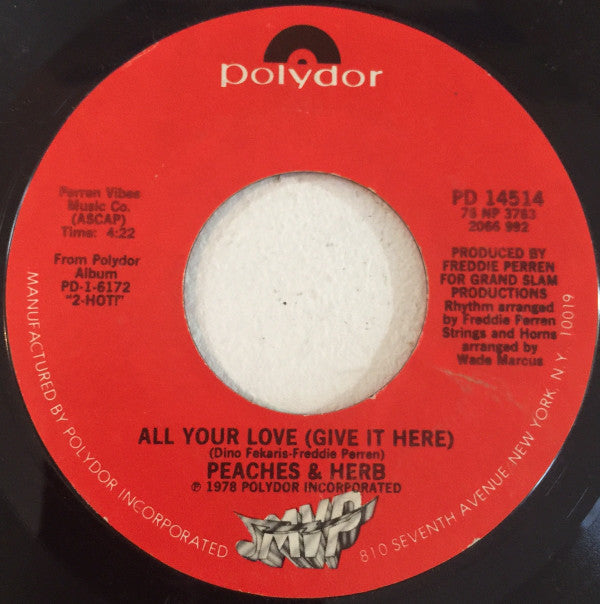 polydor
Perren Vibes
Music Co.
(ASCAP)
Time: 4:22
From Polydor
Album
PD-1-6172
"2-HOT!"
PD 14514
78 NP 3763
2066 992
PRODUCED BY
FREDDIE PERREN
FOR GRAND SLAM
PRODUCTIONS
Rhythm arranged
by Freddie Perren
Strings and Horns
arranged by
Wade Marcus
ALL YOUR LOVE (GIVE IT HERE)
(Dino Fekaris-Freddie Perren)
PEACHES & HERB
℗ 1978 POLYDOR INCORPORATED
MVP
MANUFACTURED BY POLYDOR INCORPORATED 810 SEVENTH AVENUE NEW YORK, N.Y. 10019